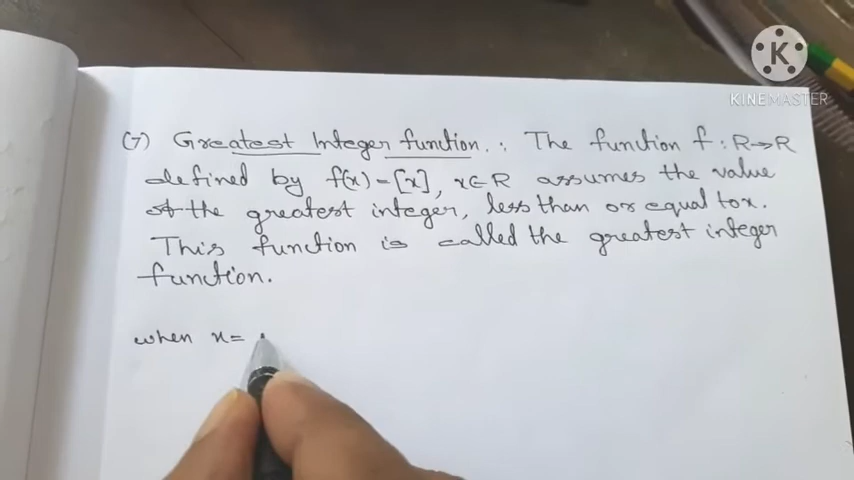 K
KINEMASTER
(7) Greatest Integer function. : The function f : R→R
defined by f(x) = [x], x∈R assumes the value
of the greatest integer, less than or equal to x.
This function is called the greatest integer
function.
when x =